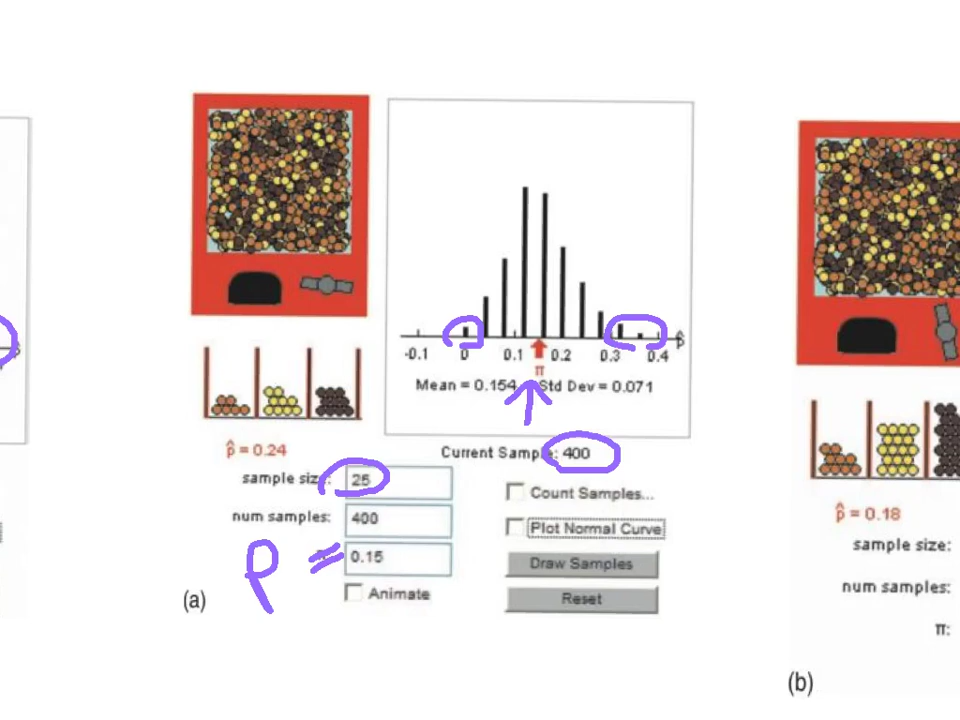 -0.1 0 0.1 0.2 0.3 0.4 p̂
π
Mean = 0.154 Std Dev = 0.071
p̂ = 0.24
Current Sample: 400
sample size: 25
Count Samples...
num samples: 400
Plot Normal Curve
P = 0.15
Draw Samples
Animate
Reset
(a)
p̂ = 0.18
sample size:
num samples:
π:
(b)